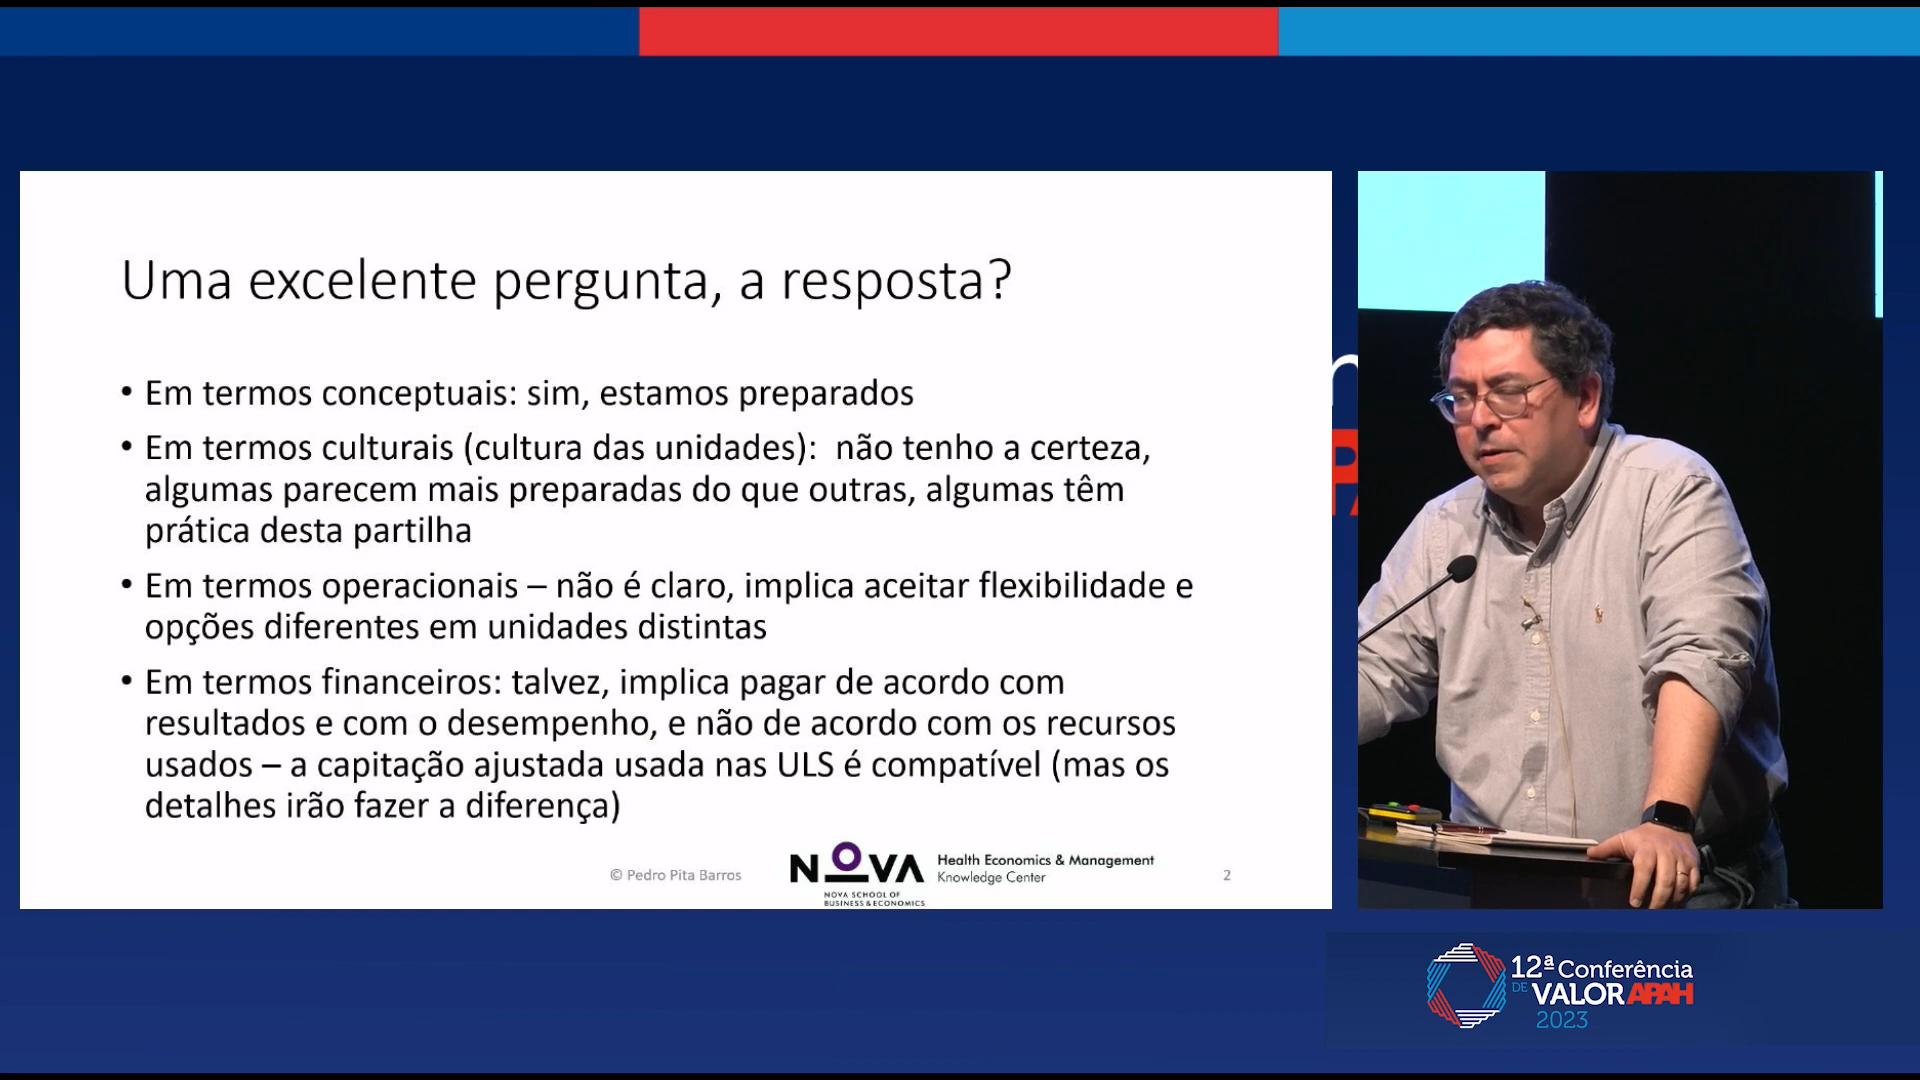 Uma excelente pergunta, a resposta?
• Em termos conceptuais: sim, estamos preparados
• Em termos culturais (cultura das unidades):  não tenho a certeza,
algumas parecem mais preparadas do que outras, algumas têm
prática desta partilha
• Em termos operacionais – não é claro, implica aceitar flexibilidade e
opções diferentes em unidades distintas
• Em termos financeiros: talvez, implica pagar de acordo com
resultados e com o desempenho, e não de acordo com os recursos
usados – a capitação ajustada usada nas ULS é compatível (mas os
detalhes irão fazer a diferença)
© Pedro Pita Barros
NOVA
NOVA SCHOOL OF
BUSINESS & ECONOMICS
Health Economics & Management
Knowledge Center
2
12ª Conferência
DE VALOR APAH
2023